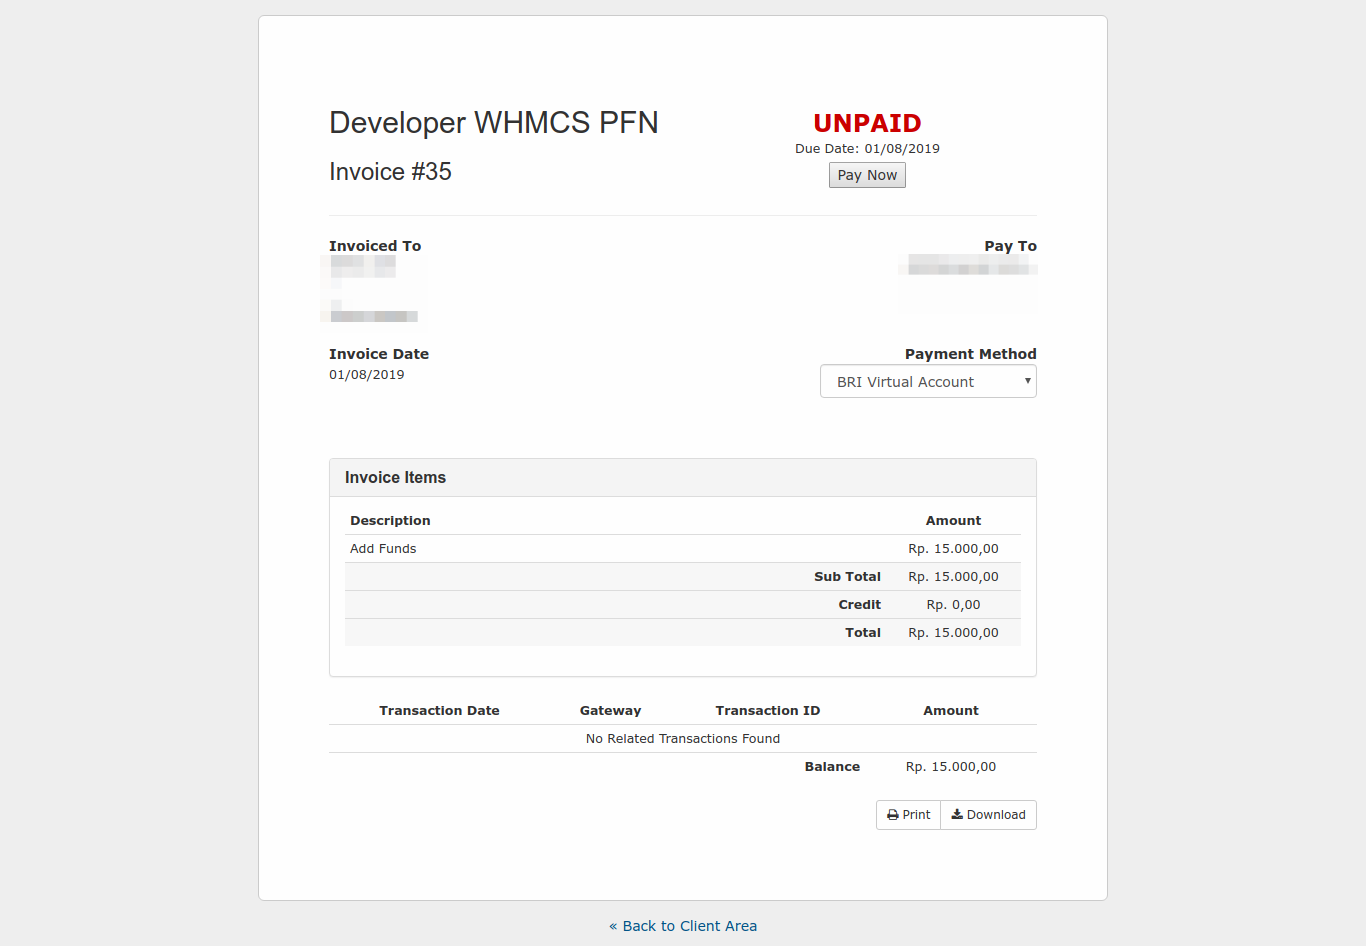 Developer WHMCS PFN
Invoice #35
UNPAID
Due Date: 01/08/2019
Pay Now
Invoiced To
Pay To
Invoice Date
01/08/2019
Payment Method
BRI Virtual Account
Invoice Items
Description Amount
Add Funds Rp. 15.000,00
Sub Total Rp. 15.000,00
Credit Rp. 0,00
Total Rp. 15.000,00
Transaction Date Gateway Transaction ID Amount
No Related Transactions Found
Balance Rp. 15.000,00
Print Download
« Back to Client Area